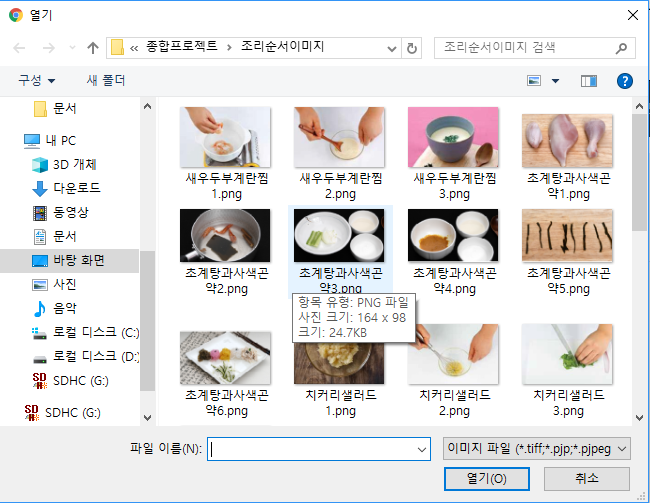 열기
« 종합프로젝트 › 조리순서이미지
조리순서이미지 검색
구성
새 폴더
문서
내 PC
3D 개체
다운로드
동영상
문서
바탕 화면
사진
음악
로컬 디스크 (C:)
로컬 디스크 (D:)
SD SDHC (G:)
SD SDHC (G:)
새우두부계란찜
1.png
새우두부계란찜
2.png
새우두부계란찜
3.png
초계탕과사색곤
약1.png
초계탕과사색곤
약2.png
초계탕과사색곤
약3.png
초계탕과사색곤
약4.png
초계탕과사색곤
약5.png
항목 유형: PNG 파일
사진 크기: 164 x 98
크기: 24.7KB
초계탕과사색곤
약6.png
치커리샐러드
1.png
치커리샐러드
2.png
치커리샐러드
3.png
파일 이름(N):
이미지 파일 (*.tiff;*.pjp;*.pjpeg
열기(O)
취소